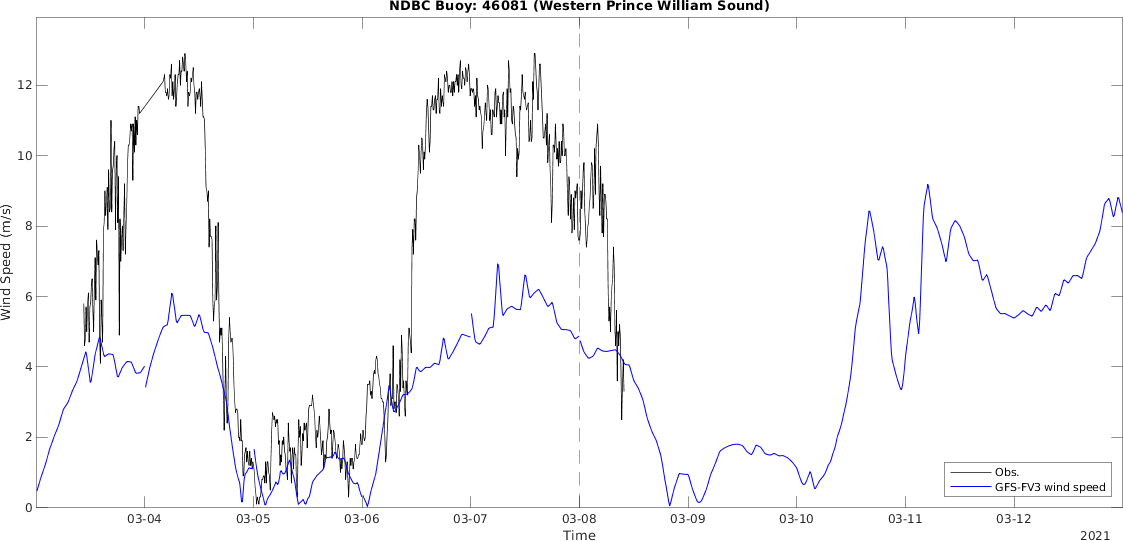 NDBC Buoy: 46081 (Western Prince William Sound)
Wind Speed (m/s)
12
10
8
6
4
2
0
03-04 03-05 03-06 03-07 03-08 03-09 03-10 03-11 03-12
Time
2021
Obs.
GFS-FV3 wind speed